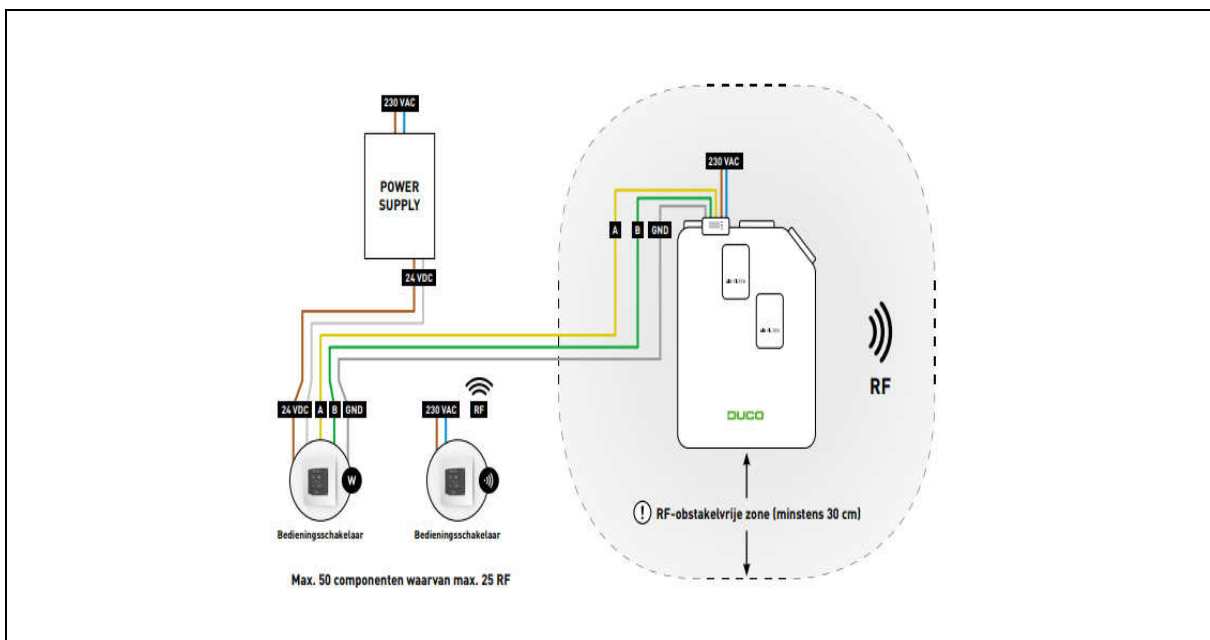 230 VAC
POWER
SUPPLY
24 VDC
230 VAC
A B GND
RF
24 VDC A B GND
230 VAC RF
W
DUCO
Bedieningsschakelaar
Bedieningsschakelaar
! RF-obstakelvrije zone (minstens 30 cm)
Max. 50 componenten waarvan max. 25 RF